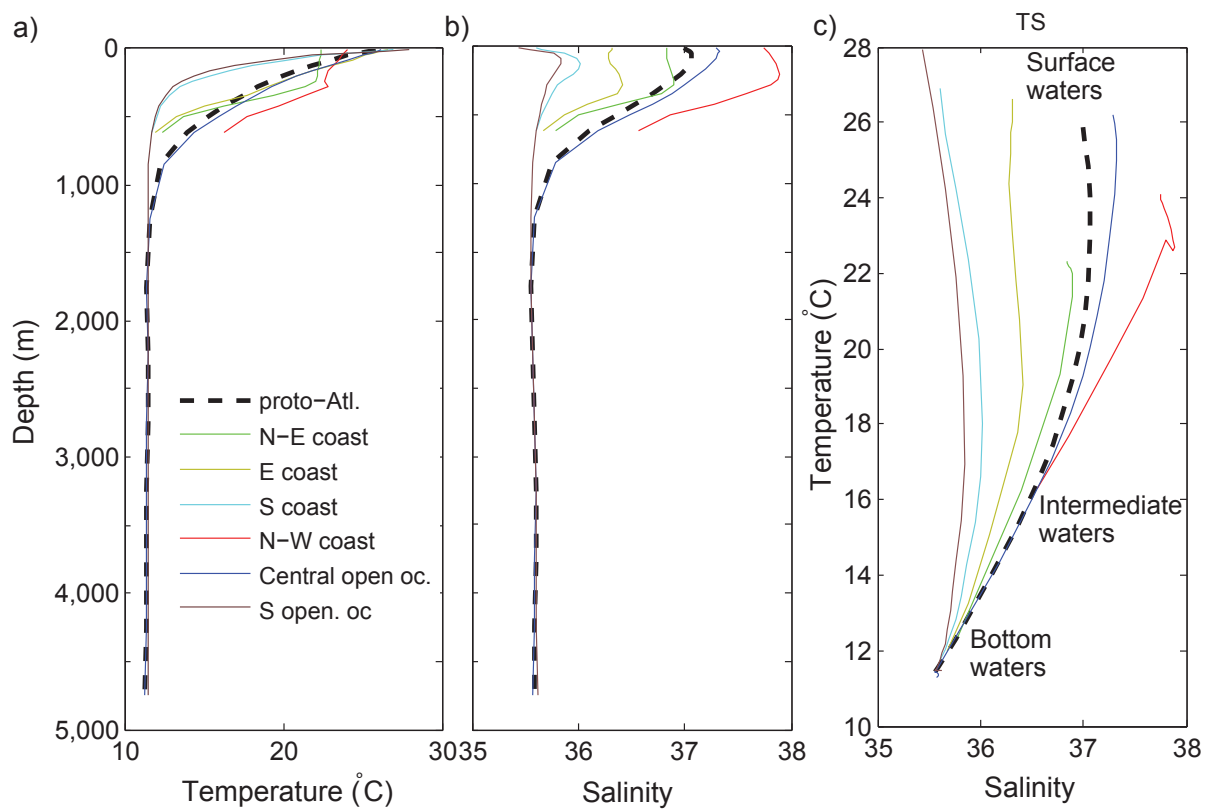 a)
0
1,000
2,000
3,000
4,000
5,000
Depth (m)
10
20
30
Temperature (°C)
proto−Atl.
N−E coast
E coast
S coast
N−W coast
Central open oc.
S open. oc
b)
35
36
37
38
Salinity
c)
TS
28
26
24
22
20
18
16
14
12
10
Temperature (°C)
Surface
waters
Intermediate
waters
Bottom
waters
35
36
37
38
Salinity